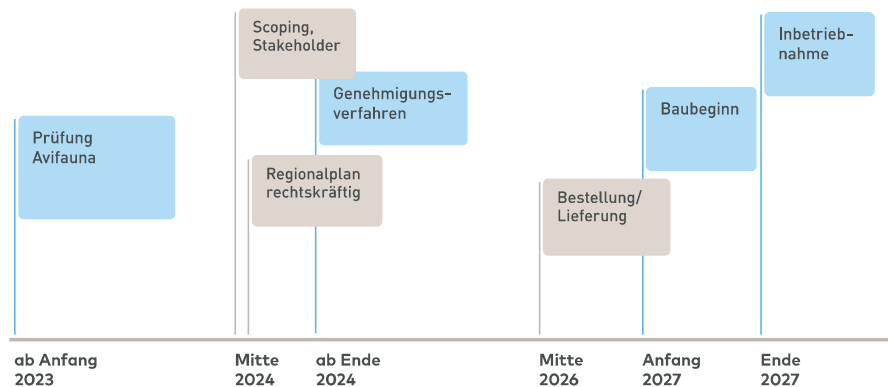 Scoping,
Stakeholder
Inbetrieb-
nahme
Genehmigungs-
verfahren
Baubeginn
Prüfung
Avifauna
Regionalplan
rechtskräftig
Bestellung/
Lieferung
ab Anfang
2023
Mitte
2024
ab Ende
2024
Mitte
2026
Anfang
2027
Ende
2027